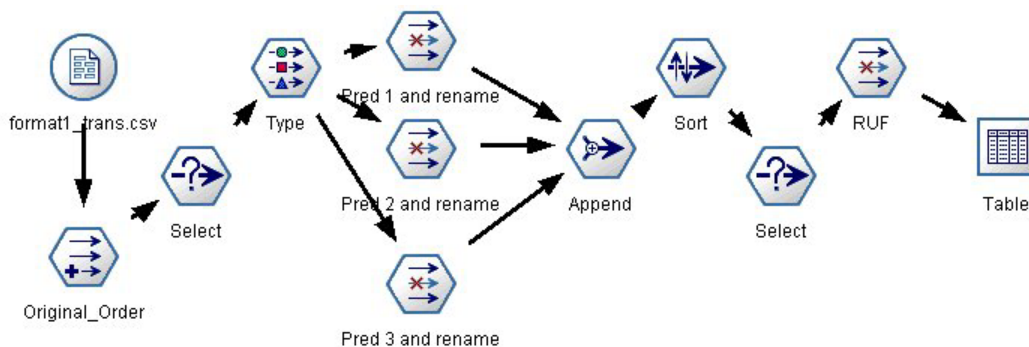 format1_trans.csv
Original_Order
Select
Type
Pred 1 and rename
Pred 2 and rename
Pred 3 and rename
Append
Sort
Select
RUF
Table